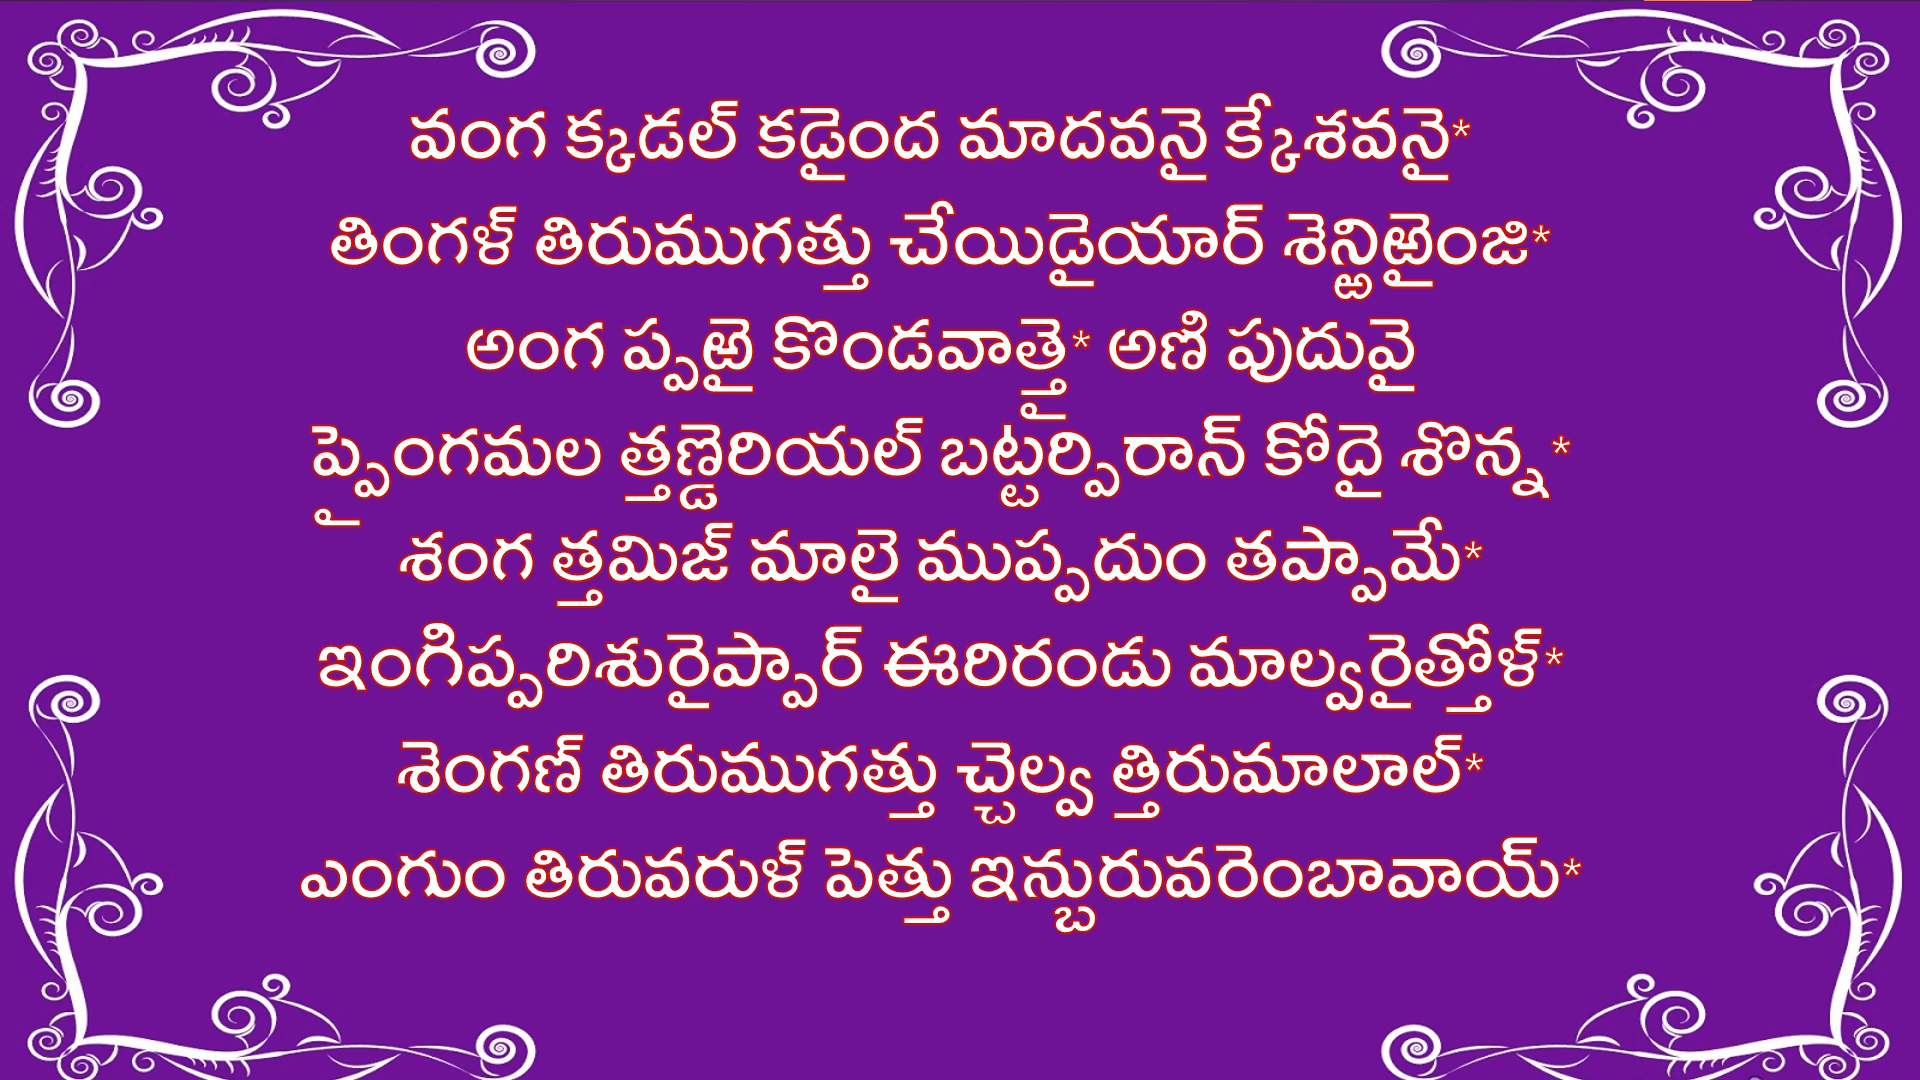 వంగ క్కడల్ కడైంద మాదవనై క్కేశవనై*
తింగళ్ తిరుముగత్తు చేయిడైయార్ శెన్ఱిఱైంజి*
అంగ ప్పఱై కొండవాత్తై* అణి పుదువై
ప్పైంగమల త్తణ్డెరియల్ బట్టర్పిరాన్ కోదై శొన్న*
శంగ త్తమిజ్ మాలై ముప్పదుం తప్పామే*
ఇంగిప్పరిశురైప్పార్ ఈరిరండు మాల్వరైత్తోళ్*
శెంగణ్ తిరుముగత్తు చ్చెల్వ త్తిరుమాలాల్*
ఎంగుం తిరువరుళ్ పెత్తు ఇన్బురువరెంబావాయ్*